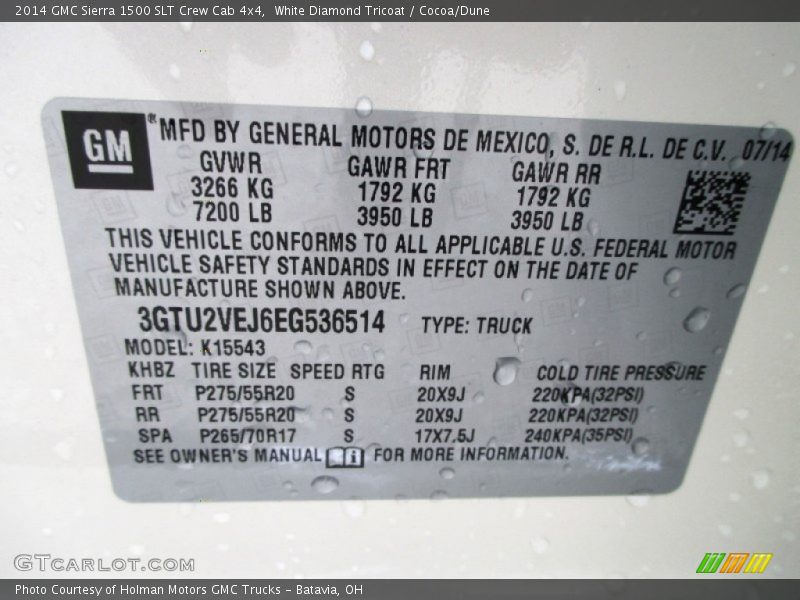 2014 GMC Sierra 1500 SLT Crew Cab 4x4, White Diamond Tricoat / Cocoa/Dune
GM ® MFD BY GENERAL MOTORS DE MEXICO, S. DE R.L. DE C.V. 07/14
GVWR GAWR FRT GAWR RR
3266 KG 1792 KG 1792 KG
7200 LB 3950 LB 3950 LB
THIS VEHICLE CONFORMS TO ALL APPLICABLE U.S. FEDERAL MOTOR
VEHICLE SAFETY STANDARDS IN EFFECT ON THE DATE OF
MANUFACTURE SHOWN ABOVE.
3GTU2VEJ6EG536514 TYPE: TRUCK
MODEL: K15543
KHBZ TIRE SIZE SPEED RTG RIM COLD TIRE PRESSURE
FRT P275/55R20 S 20X9J 220KPA(32PSI)
RR P275/55R20 S 20X9J 220KPA(32PSI)
SPA P265/70R17 S 17X7.5J 240KPA(35PSI)
SEE OWNER'S MANUAL i FOR MORE INFORMATION.
GTCARLOT.COM
Photo Courtesy of Holman Motors GMC Trucks - Batavia, OH